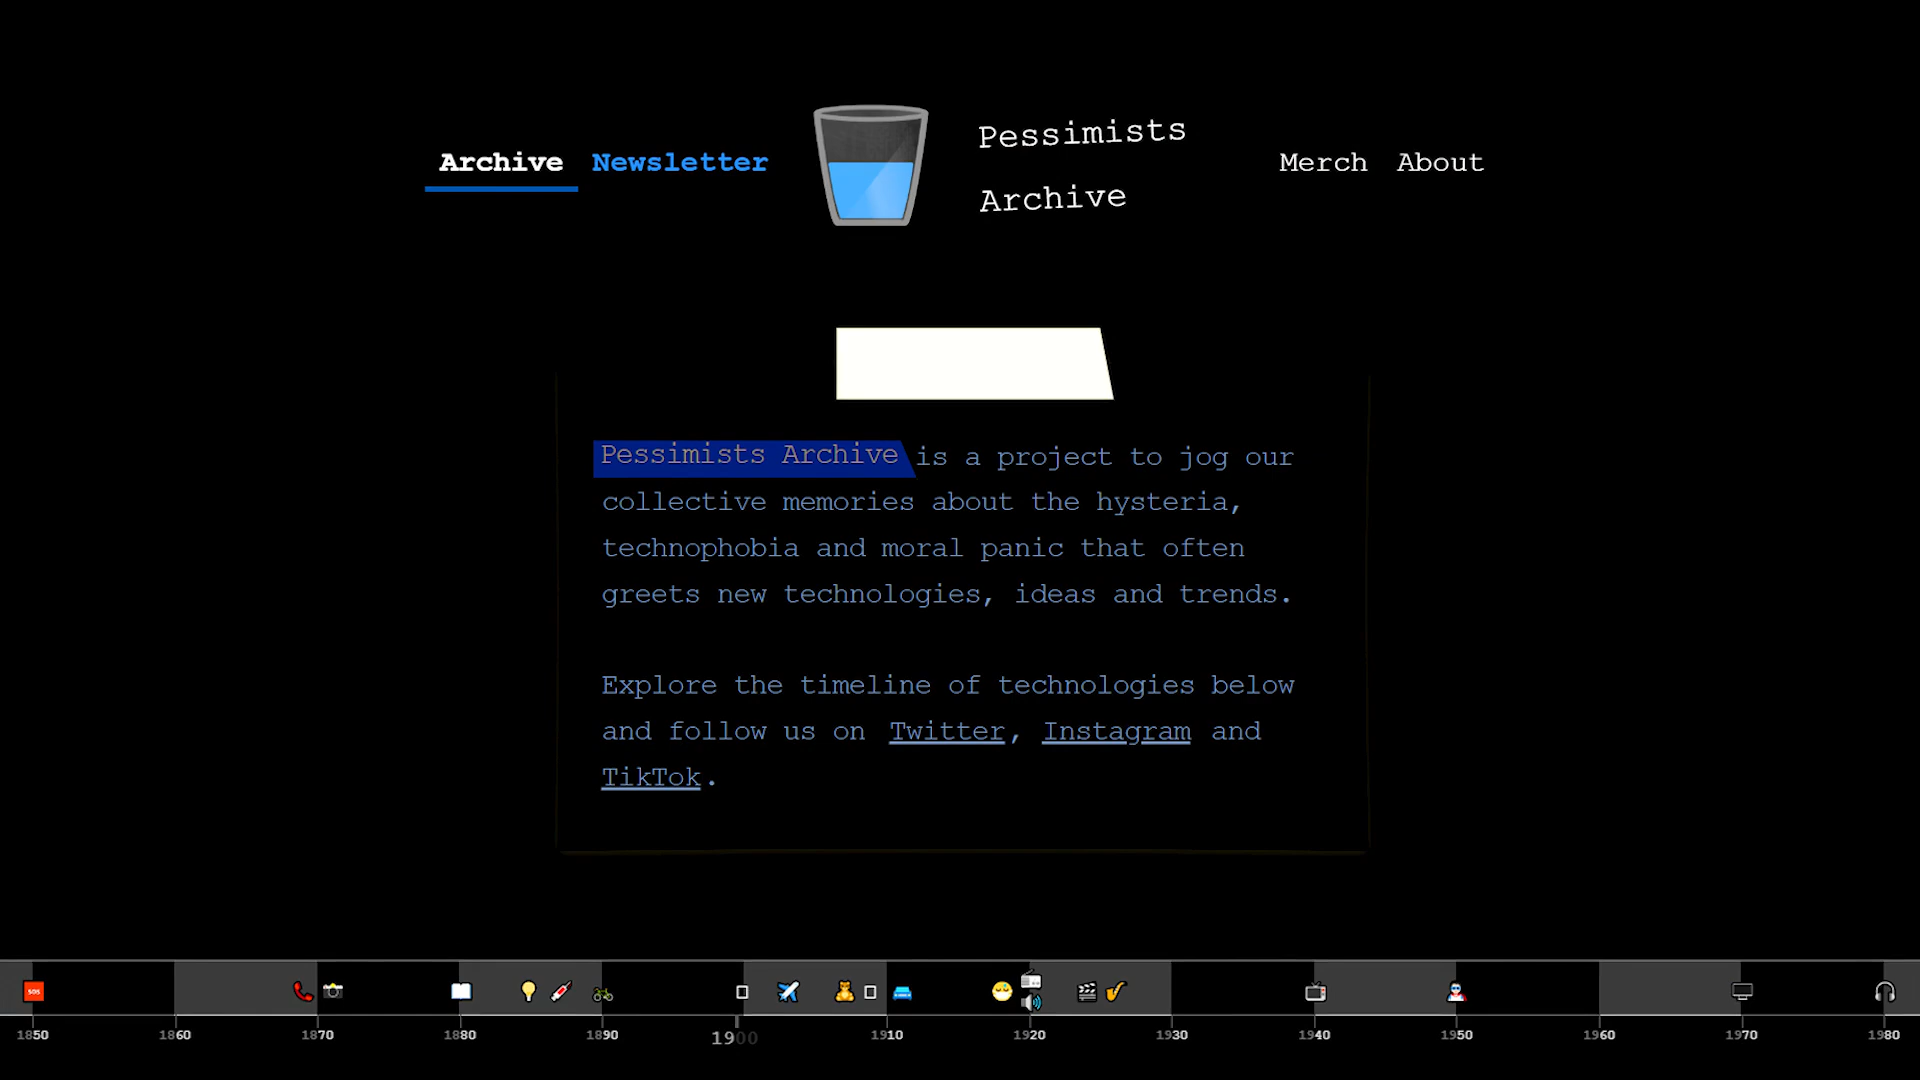 Archive Newsletter Pessimists Archive Merch About
Pessimists Archive is a project to jog our
collective memories about the hysteria,
technophobia and moral panic that often
greets new technologies, ideas and trends.
Explore the timeline of technologies below
and follow us on Twitter, Instagram and
TikTok.
SOS
1850 1860 1870 1880 1890 1900 1910 1920 1930 1940 1950 1960 1970 1980